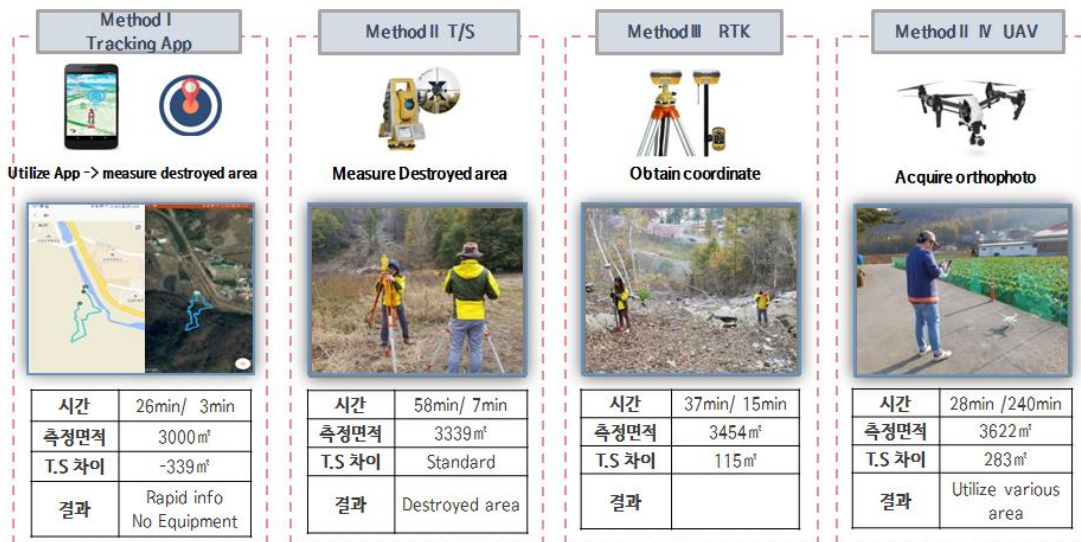 Method I
Tracking App
Utilize App -> measure destroyed area
시간 26min/ 3min
측정면적 3000㎡
T.S 차이 -339㎡
결과 Rapid info
No Equipment
Method II T/S
Measure Destroyed area
시간 58min/ 7min
측정면적 3339㎡
T.S 차이 Standard
결과 Destroyed area
Method III RTK
Obtain coordinate
시간 37min/ 15min
측정면적 3454㎡
T.S 차이 115㎡
결과
Method II IV UAV
Acquire orthophoto
시간 28min /240min
측정면적 3622㎡
T.S 차이 283㎡
결과 Utilize various
area